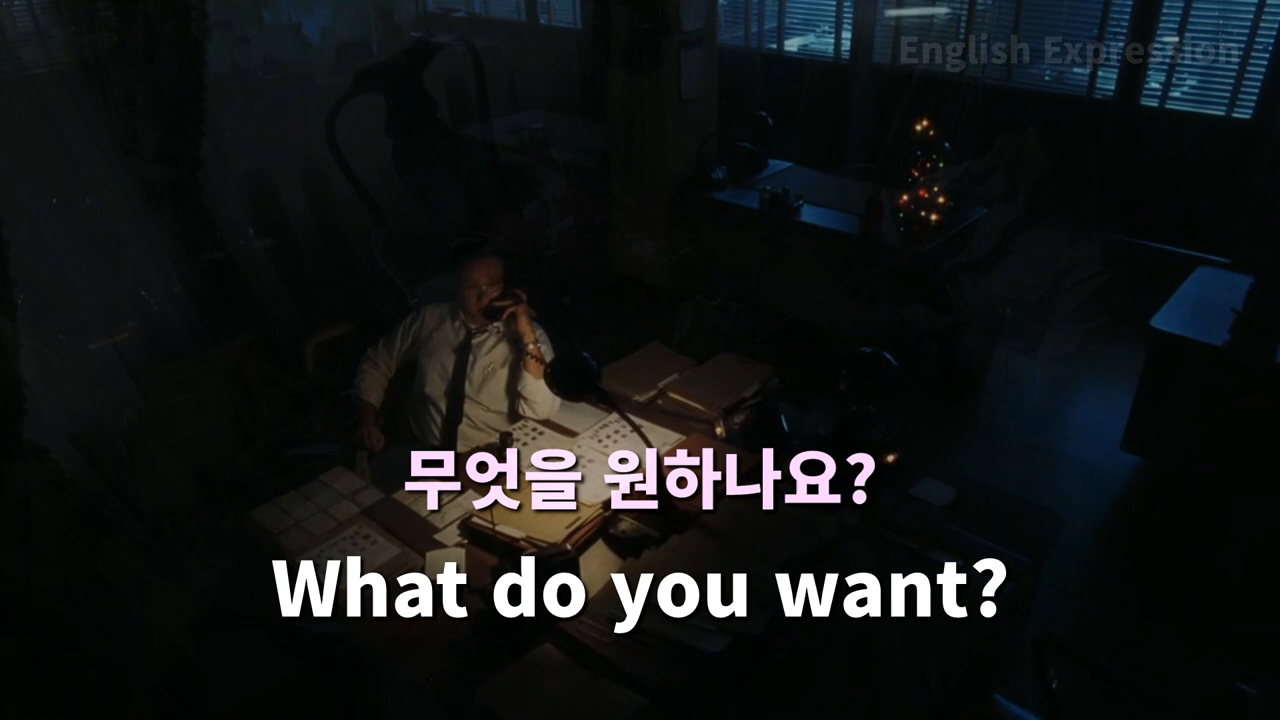 English Expression
무엇을 원하나요?
What do you want?